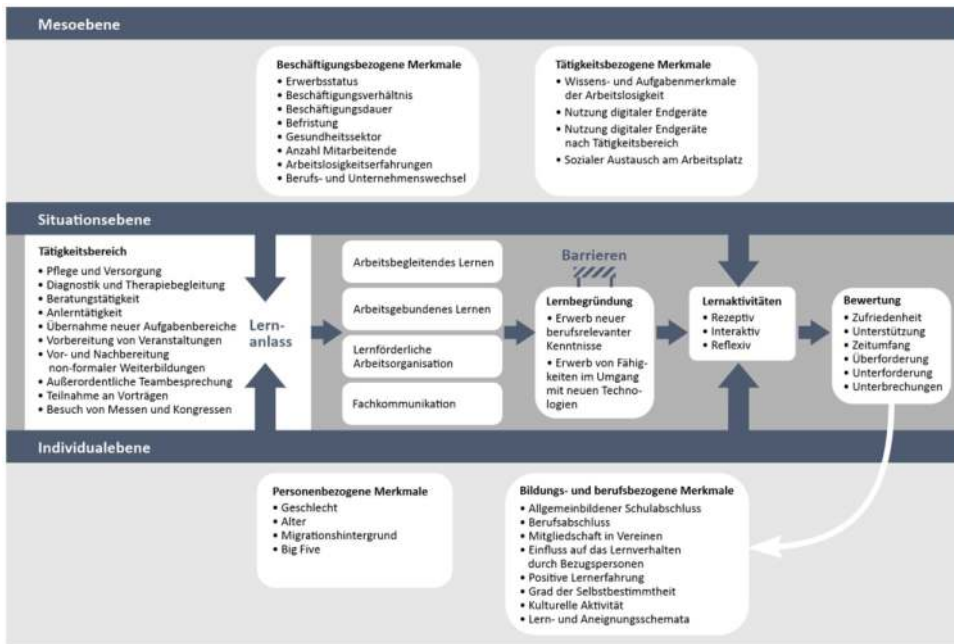 Mesoebene
Beschäftigungsbezogene Merkmale
• Erwerbsstatus
• Beschäftigungsverhältnis
• Beschäftigungsdauer
• Befristung
• Gesundheitssektor
• Anzahl Mitarbeitende
• Arbeitslosigkeitserfahrungen
• Berufs- und Unternehmenswechsel
Tätigkeitsbezogene Merkmale
• Wissens- und Aufgabenmerkmale
der Arbeitslosigkeit
• Nutzung digitaler Endgeräte
• Nutzung digitaler Endgeräte
nach Tätigkeitsbereich
• Sozialer Austausch am Arbeitsplatz
Situationsebene
Tätigkeitsbereich
• Pflege und Versorgung
• Diagnostik und Therapiebegleitung
• Beratungstätigkeit
• Anlerntätigkeit
• Übernahme neuer Aufgabenbereiche
• Vorbereitung von Veranstaltungen
• Vor- und Nachbereitung
non-formaler Weiterbildungen
• Außerordentliche Teambesprechung
• Teilnahme an Vorträgen
• Besuch von Messen und Kongressen
Lern-
anlass
Arbeitsbegleitendes Lernen
Arbeitsgebundenes Lernen
Lernförderliche
Arbeitsorganisation
Fachkommunikation
Barrieren
Lernbegründung
• Erwerb neuer
berufsrelevanter
Kenntnisse
• Erwerb von Fähig-
keiten im Umgang
mit neuen Techno-
logien
Lernaktivitäten
• Rezeptiv
• Interaktiv
• Reflexiv
Bewertung
• Zufriedenheit
• Unterstützung
• Zeitumfang
• Überforderung
• Unterforderung
• Unterbrechungen
Individualebene
Personenbezogene Merkmale
• Geschlecht
• Alter
• Migrationshintergrund
• Big Five
Bildungs- und berufsbezogene Merkmale
• Allgemeinbildener Schulabschluss
• Berufsabschluss
• Mitgliedschaft in Vereinen
• Einfluss auf das Lernverhalten
durch Bezugspersonen
• Positive Lernerfahrung
• Grad der Selbstbestimmtheit
• Kulturelle Aktivität
• Lern- und Aneignungsschemata